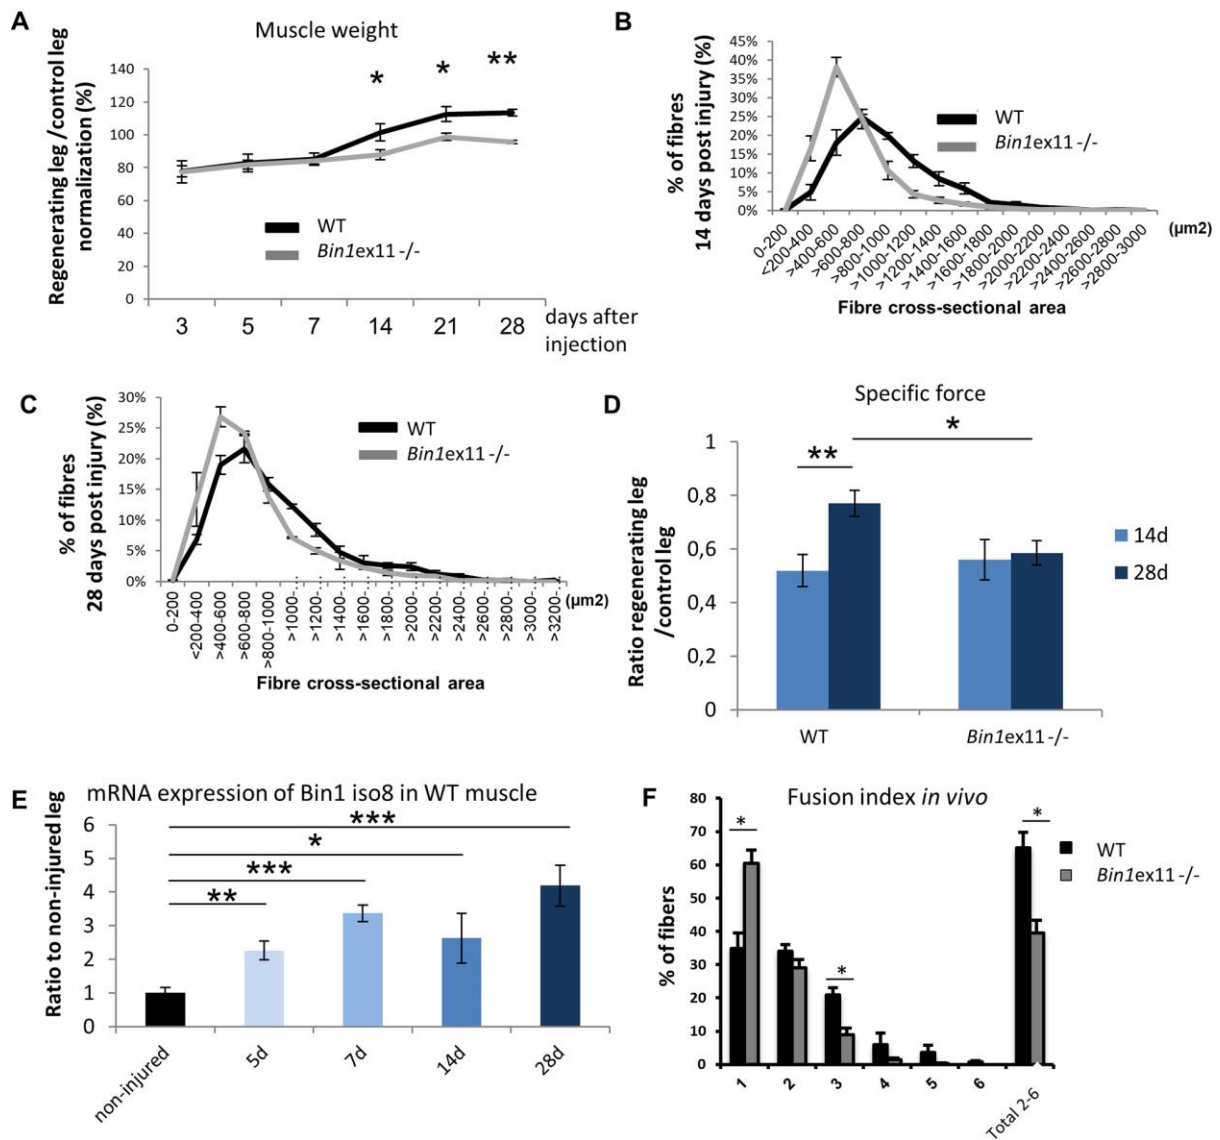 A
Muscle weight
Regenerating leg /control leg
normalization (%)
140
120
100
80
60
40
20
0
* * **
WT
Bin1ex11 -/-
3 5 7 14 21 28
days after
injection
B
% of fibres
14 days post injury (%)
45%
40%
35%
30%
25%
20%
15%
10%
5%
0%
WT
Bin1ex11 -/-
0-200
<200-400
>400-600
>600-800
>800-1000
>1000-1200
>1200-1400
>1400-1600
>1600-1800
>1800-2000
>2000-2200
>2200-2400
>2400-2600
>2600-2800
>2800-3000
(µm2)
Fibre cross-sectional area
C
% of fibres
28 days post injury (%)
30%
25%
20%
15%
10%
5%
0%
WT
Bin1ex11 -/-
0-200
<200-400
>400-600
>600-800
>800-1000
>1000-
>1200-
>1400-
>1600-
>1800-
>2000-
>2200-
>2400-
>2600-
>2800-
>3000-
>3200-
(µm2)
Fibre cross-sectional area
D
Specific force
Ratio regenerating leg
/control leg
1
0,8
0,6
0,4
0,2
0
**
*
14d
28d
WT
Bin1ex11 -/-
E
mRNA expression of Bin1 iso8 in WT muscle
Ratio to non-injured leg
6
5
4
3
2
1
0
***
*
***
**
non-injured
5d
7d
14d
28d
F
Fusion index in vivo
% of fibers
80
70
60
50
40
30
20
10
0
*
*
*
WT
Bin1ex11 -/-
1
2
3
4
5
6
Total 2-6